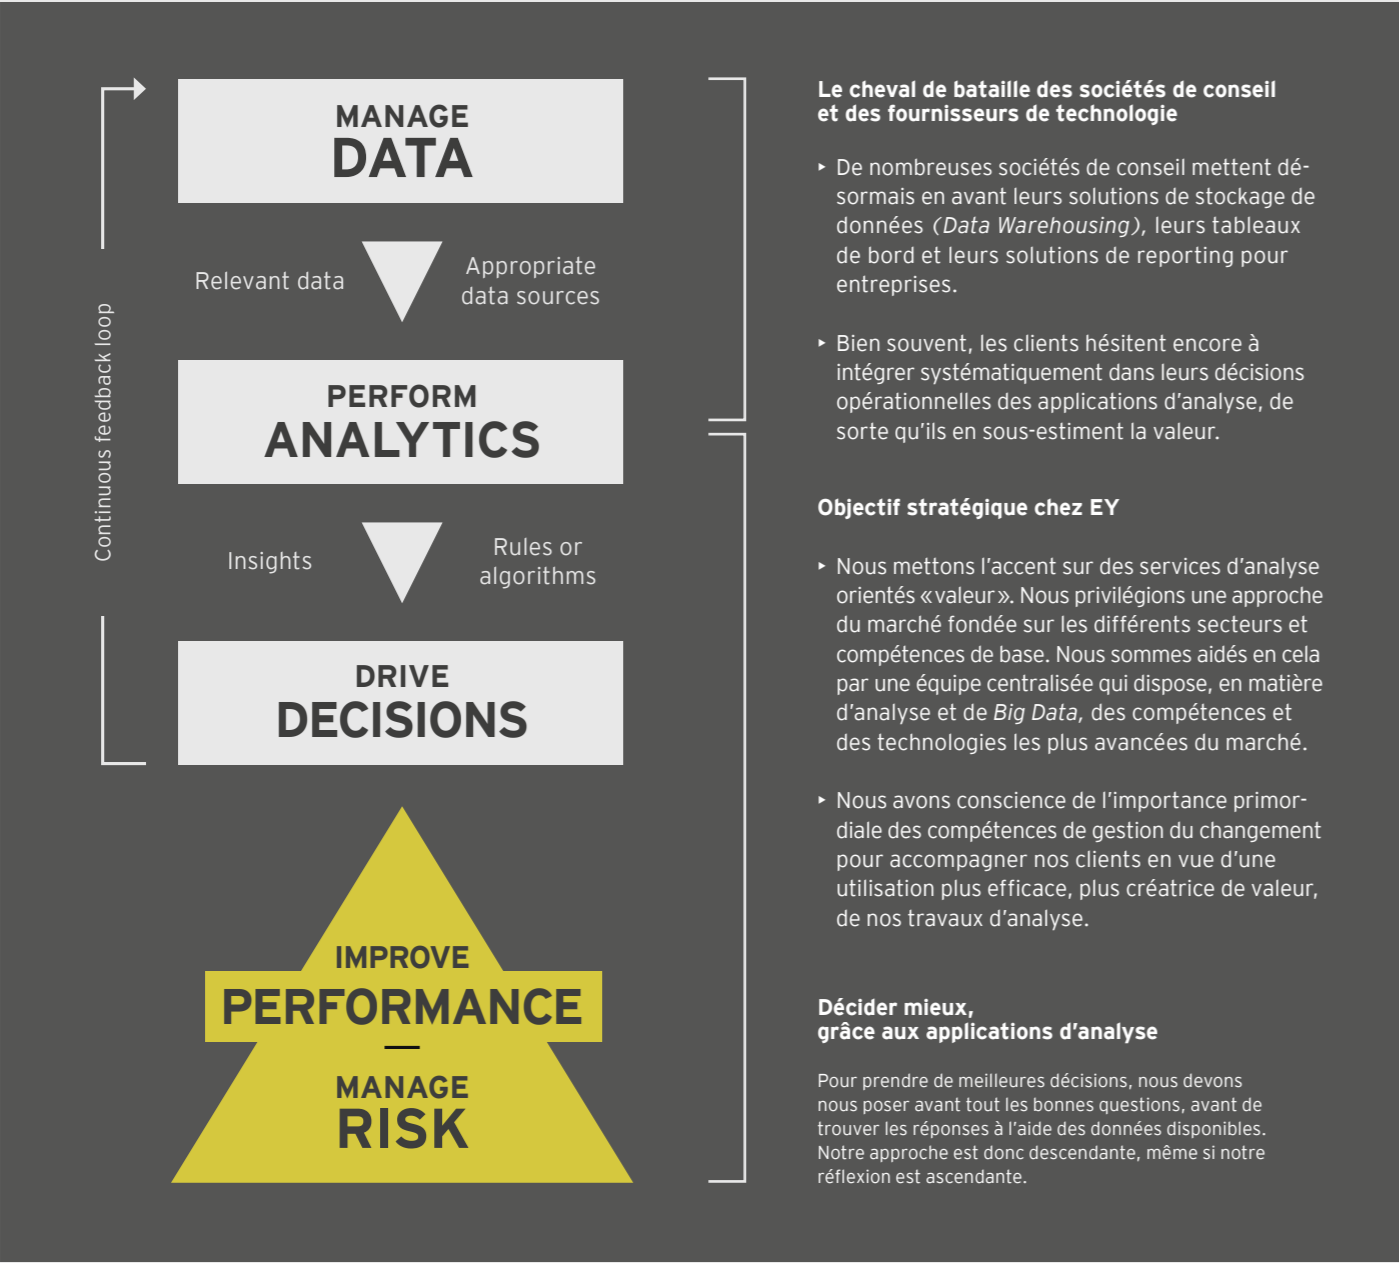 MANAGE
DATA
Relevant data
Appropriate
data sources
PERFORM
ANALYTICS
Continuous feedback loop
Insights
Rules or
algorithms
DRIVE
DECISIONS
IMPROVE
PERFORMANCE
—
MANAGE
RISK
Le cheval de bataille des sociétés de conseil
et des fournisseurs de technologie
‣ De nombreuses sociétés de conseil mettent dé-
sormais en avant leurs solutions de stockage de
données (Data Warehousing), leurs tableaux
de bord et leurs solutions de reporting pour
entreprises.
‣ Bien souvent, les clients hésitent encore à
intégrer systématiquement dans leurs décisions
opérationnelles des applications d’analyse, de
sorte qu’ils en sous-estiment la valeur.
Objectif stratégique chez EY
‣ Nous mettons l’accent sur des services d’analyse
orientés «valeur». Nous privilégions une approche
du marché fondée sur les différents secteurs et
compétences de base. Nous sommes aidés en cela
par une équipe centralisée qui dispose, en matière
d’analyse et de Big Data, des compétences et
des technologies les plus avancées du marché.
‣ Nous avons conscience de l’importance primor-
diale des compétences de gestion du changement
pour accompagner nos clients en vue d’une
utilisation plus efficace, plus créatrice de valeur,
de nos travaux d’analyse.
Décider mieux,
grâce aux applications d’analyse
Pour prendre de meilleures décisions, nous devons
nous poser avant tout les bonnes questions, avant de
trouver les réponses à l’aide des données disponibles.
Notre approche est donc descendante, même si notre
réflexion est ascendante.